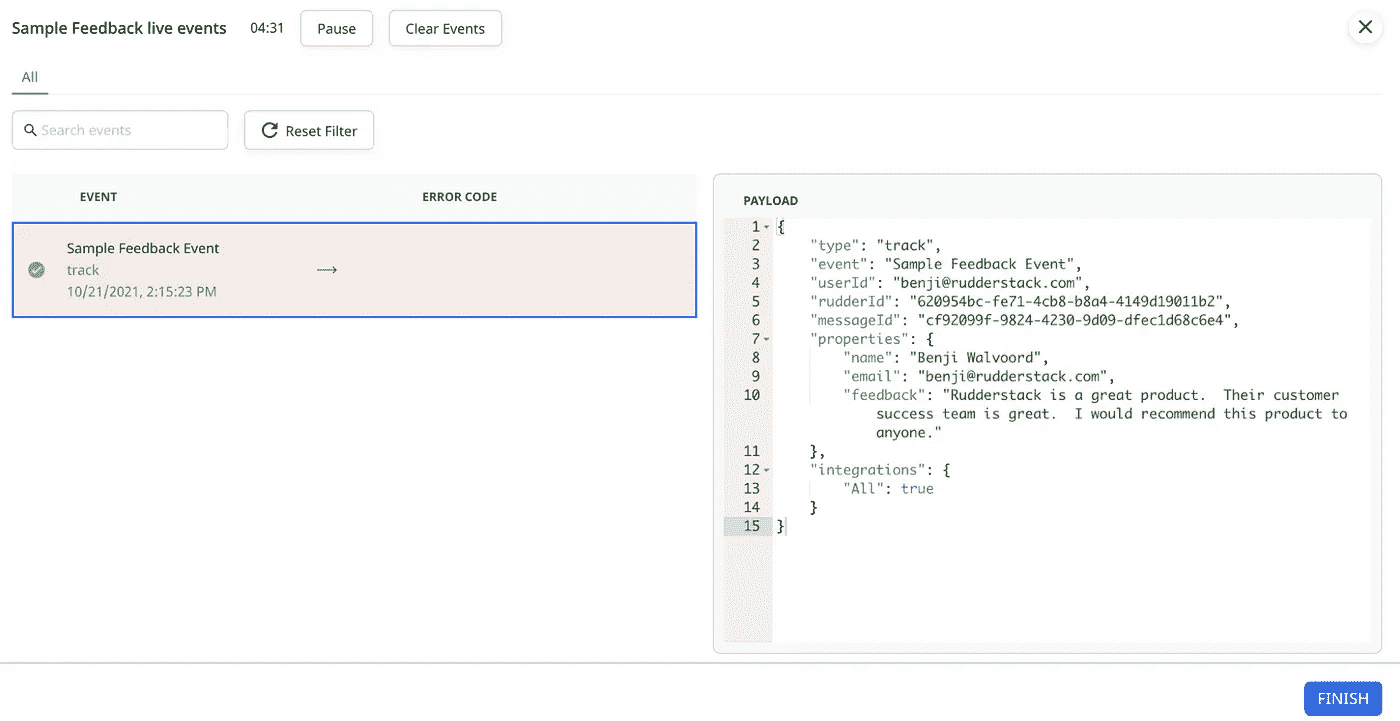 Sample Feedback live events 04:31 Pause Clear Events
All
Search events Reset Filter
EVENT ERROR CODE
Sample Feedback Event
track
10/21/2021, 2:15:23 PM
PAYLOAD
1 {
2 "type": "track",
3 "event": "Sample Feedback Event",
4 "userId": "benji@rudderstack.com",
5 "rudderId": "620954bc-fe71-4cb8-b8a4-4149d19011b2",
6 "messageId": "cf92099f-9824-4230-9d09-dfec1d68c6e4",
7 "properties": {
8 "name": "Benji Walvoord",
9 "email": "benji@rudderstack.com",
10 "feedback": "Rudderstack is a great product.  Their customer
success team is great.  I would recommend this product to
anyone."
11 },
12 "integrations": {
13 "All": true
14 }
15 }
FINISH